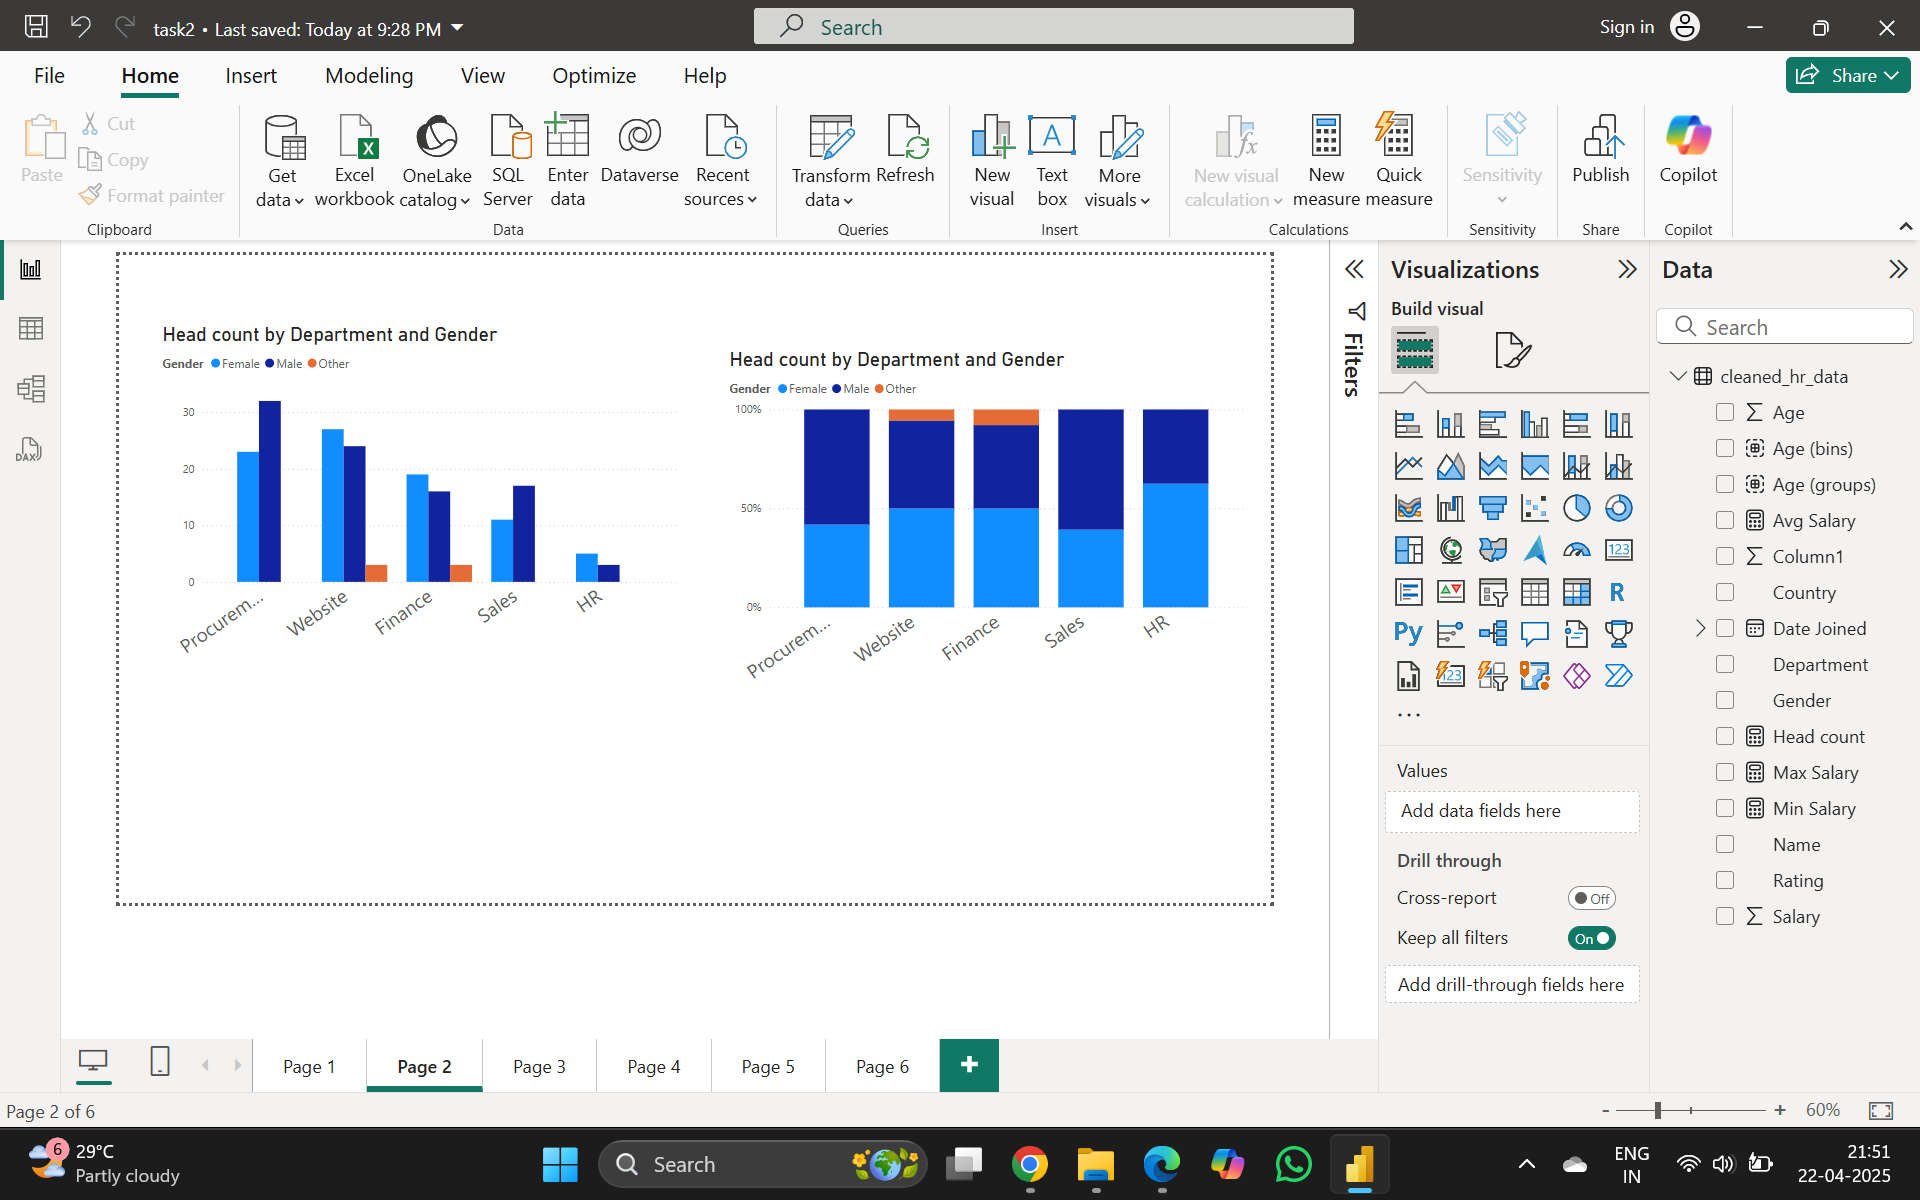 task2 • Last saved: Today at 9:28 PM
Search
Sign in
File Home Insert Modeling View Optimize Help
Share
Paste
Cut
Copy
Format painter
Clipboard
Get data
Excel workbook
OneLake catalog
SQL Server
Enter data
Dataverse
Recent sources
Data
Transform data
Refresh
Queries
New visual
Text box
More visuals
Insert
New visual calculation
New measure
Quick measure
Calculations
Sensitivity
Sensitivity
Publish
Share
Copilot
Copilot
DAX
Head count by Department and Gender
Gender Female Male Other
30
20
10
0
Procurem...
Website
Finance
Sales
HR
Head count by Department and Gender
Gender Female Male Other
100%
50%
0%
Procurem...
Website
Finance
Sales
HR
Filters
Visualizations
Build visual
123
R
Py
123
...
Values
Add data fields here
Drill through
Cross-report
Off
Keep all filters
On
Add drill-through fields here
Data
Search
cleaned_hr_data
Age
Age (bins)
Age (groups)
Avg Salary
Column1
Country
Date Joined
Department
Gender
Head count
Max Salary
Min Salary
Name
Rating
Salary
Page 1
Page 2
Page 3
Page 4
Page 5
Page 6
+
Page 2 of 6
- + 60%
6
29°C
Partly cloudy
Search
ENG
IN
21:51
22-04-2025